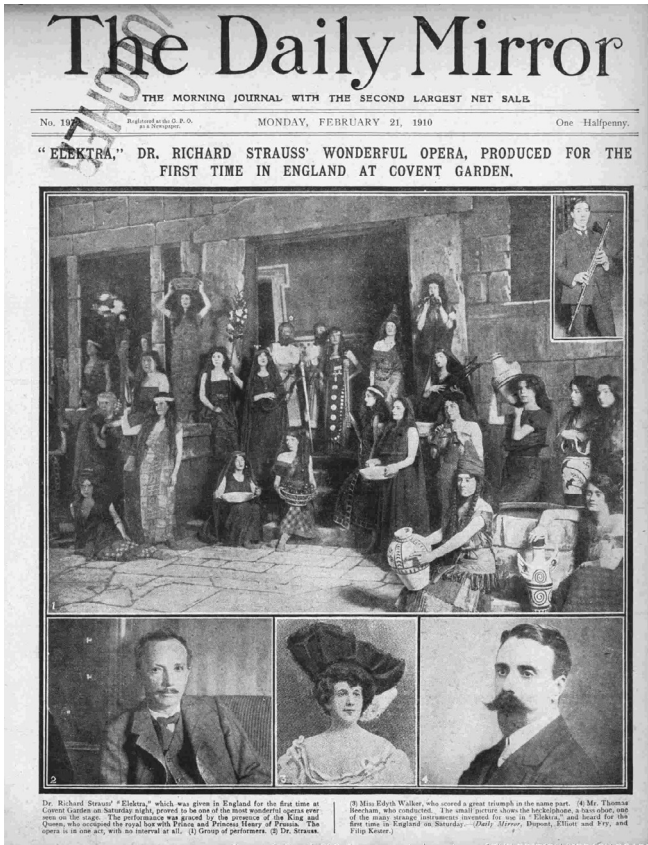 The Daily Mirror
THE MORNING JOURNAL WITH THE SECOND LARGEST NET SALE.
No. Registered at the G. P. O. as a Newspaper. MONDAY, FEBRUARY 21, 1910 One Halfpenny.
"ELEKTRA," DR. RICHARD STRAUSS' WONDERFUL OPERA, PRODUCED FOR THE
FIRST TIME IN ENGLAND AT COVENT GARDEN.
1
2
3
4
Dr. Richard Strauss' "Elektra," which was given in England for the first time at
Covent Garden on Saturday night, proved to be one of the most wonderful operas ever
seen on the stage. The performance was graced by the presence of the King and
Queen, who occupied the royal box with Prince and Princess Henry of Prussia. The
opera is in one act, with no interval at all. (1) Group of performers. (2) Dr. Strauss.
(3) Miss Edyth Walker, who scored a great triumph in the name part. (4) Mr. Thomas
Beecham, who conducted. The small picture shows the heckelphone, a bass oboe, one
of the many strange instruments invented for use in "Elektra," and heard for the
first time in England on Saturday.—(Daily Mirror, Dupont, Elliott and Fry, and
Filip Kester.)